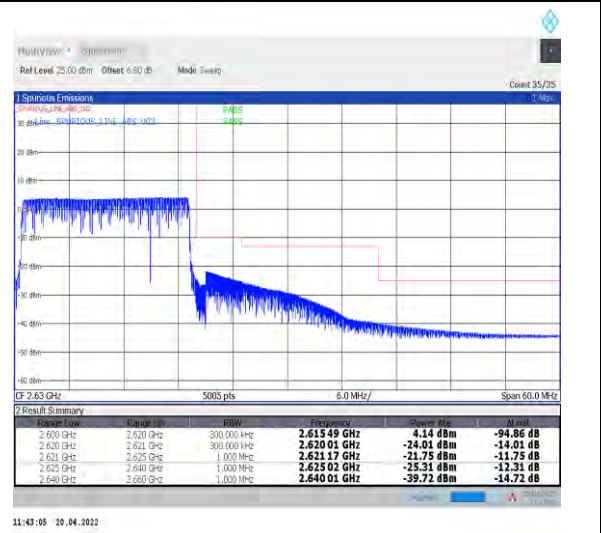 MultiView Spectrum
Ref Level 25.00 dBm Offset 6.80 dB Mode Sweep
Count 35/35
1 Spurious Emissions 1 Max
SPURIOUS_LINE_ABS_002 PASS
30 dBm Line _SPURIOUS_LINE_ABS_002 PASS
20 dBm
10 dBm
-20 dBm
-30 dBm
-40 dBm
-50 dBm
-60 dBm
CF 2.63 GHz 5005 pts 6.0 MHz/ Span 60.0 MHz
2 Result Summary
Range Low Range Up RBW Frequency Power Abs ΔLimit
2.600 GHz 2.620 GHz 300.000 kHz 2.615 49 GHz 4.14 dBm -94.86 dB
2.620 GHz 2.621 GHz 300.000 kHz 2.620 01 GHz -24.01 dBm -14.01 dB
2.621 GHz 2.625 GHz 1.000 MHz 2.621 17 GHz -21.75 dBm -11.75 dB
2.625 GHz 2.640 GHz 1.000 MHz 2.625 02 GHz -25.31 dBm -12.31 dB
2.640 GHz 2.660 GHz 1.000 MHz 2.640 01 GHz -39.72 dBm -14.72 dB
11:43:05 20.04.2022